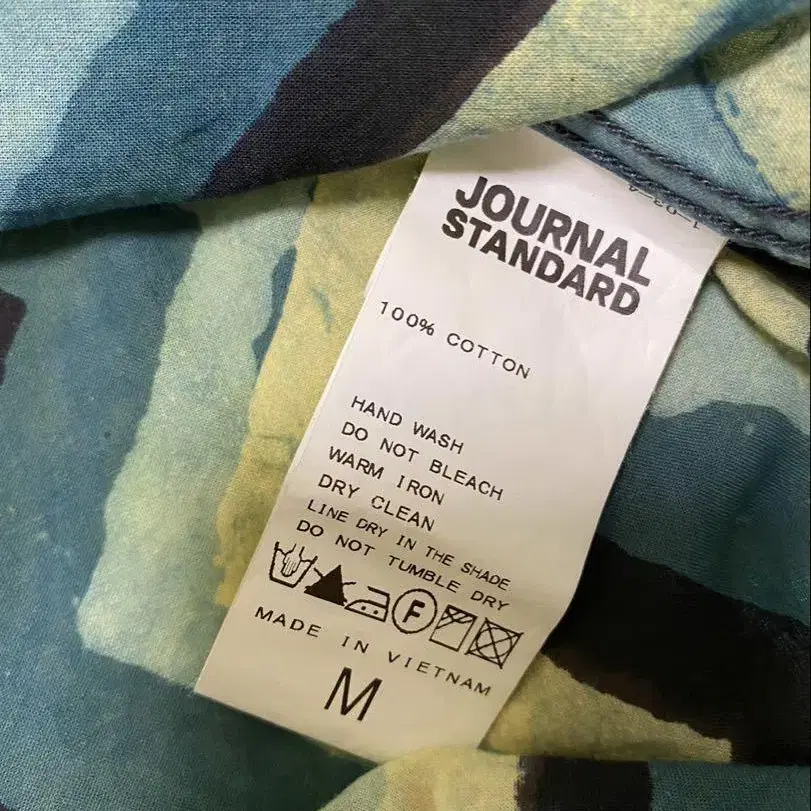 JOURNAL
STANDARD
100% COTTON
HAND WASH
DO NOT BLEACH
WARM IRON
DRY CLEAN
LINE DRY IN THE SHADE
DO NOT TUMBLE DRY
F
MADE IN VIETNAM
M